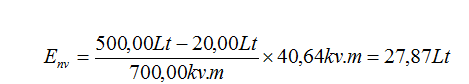 E_nv = (500,00Lt − 20,00Lt) / 700,00kv.m × 40,64kv.m = 27,87Lt